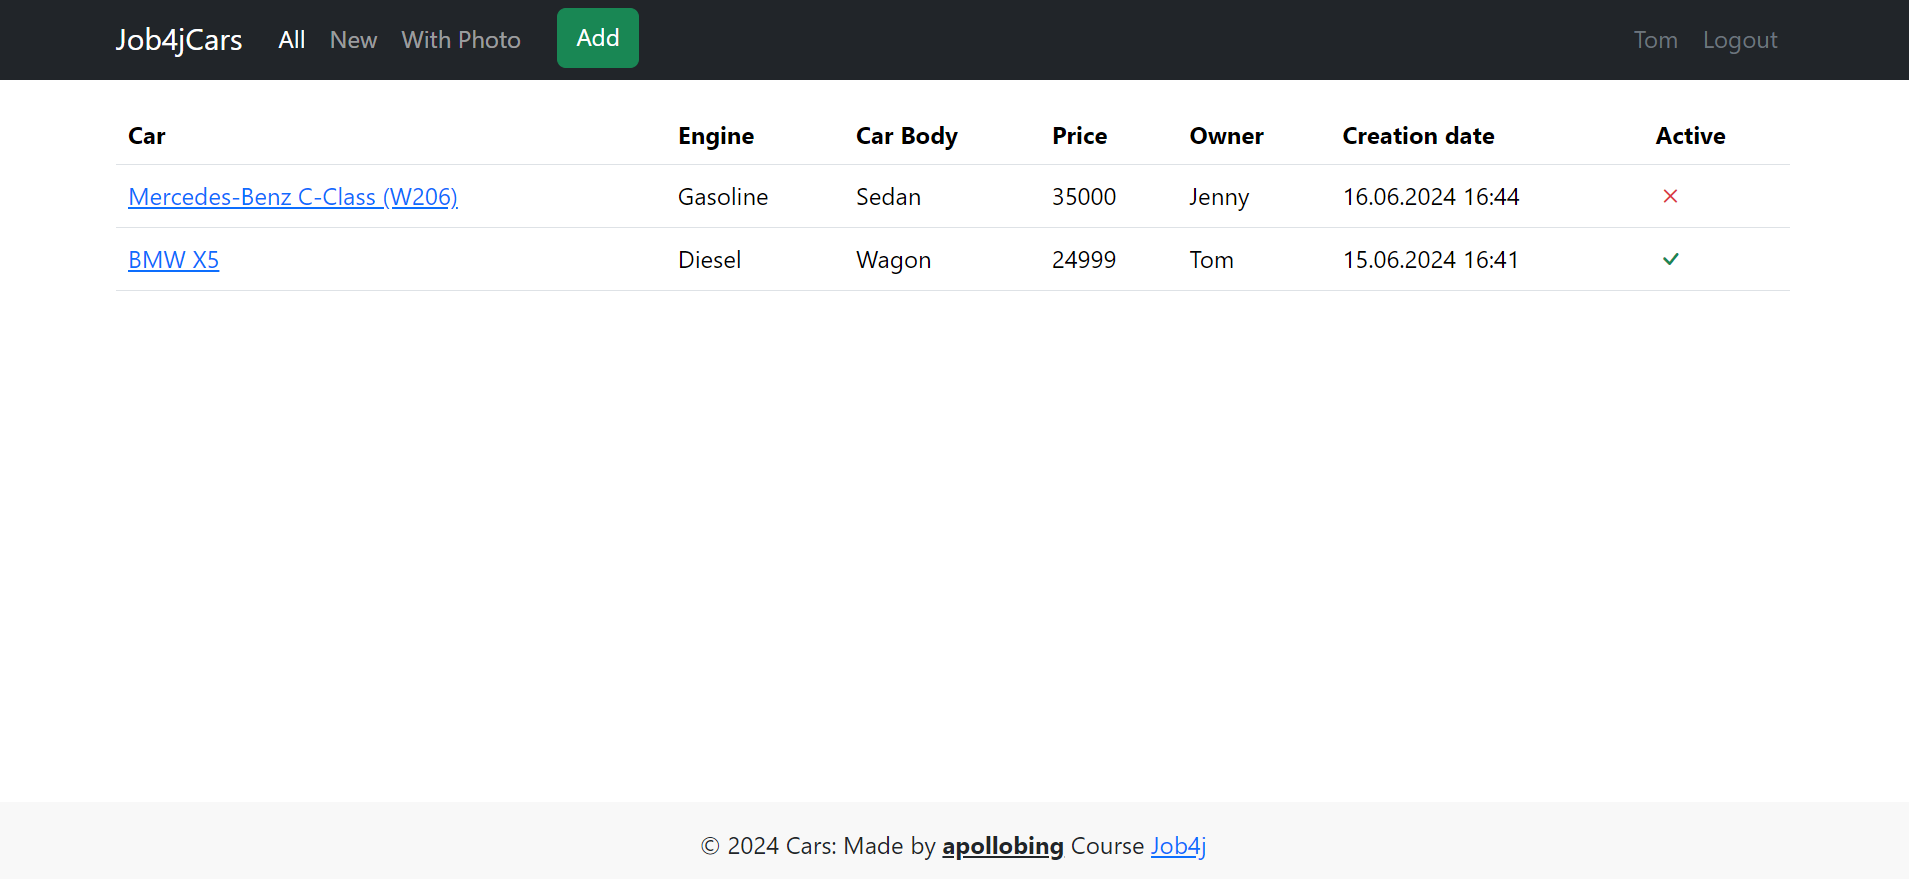 Job4jCars All New With Photo Add Tom Logout
Car Engine Car Body Price Owner Creation date Active
Mercedes-Benz C-Class (W206) Gasoline Sedan 35000 Jenny 16.06.2024 16:44
BMW X5 Diesel Wagon 24999 Tom 15.06.2024 16:41
© 2024 Cars: Made by apollobing Course Job4j